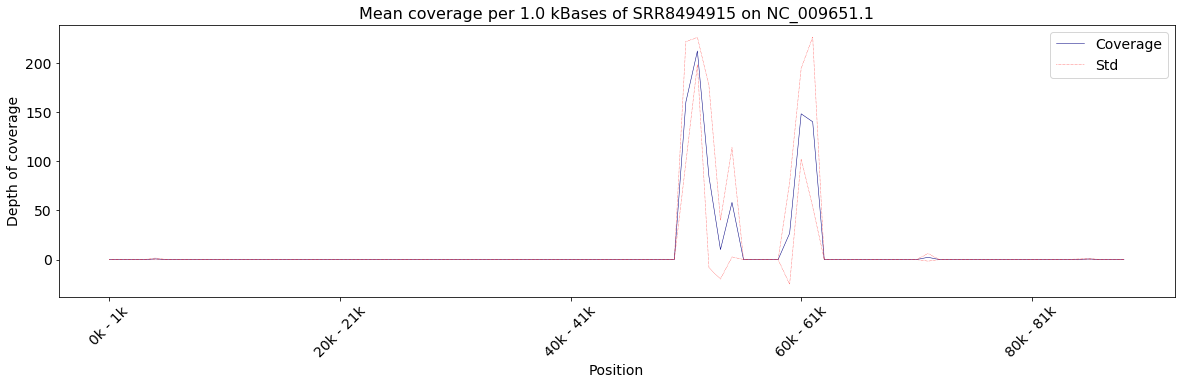 Mean coverage per 1.0 kBases of SRR8494915 on NC_009651.1
Coverage
Std
Depth of coverage
200
150
100
50
0
0k - 1k
20k - 21k
40k - 41k
60k - 61k
80k - 81k
Position